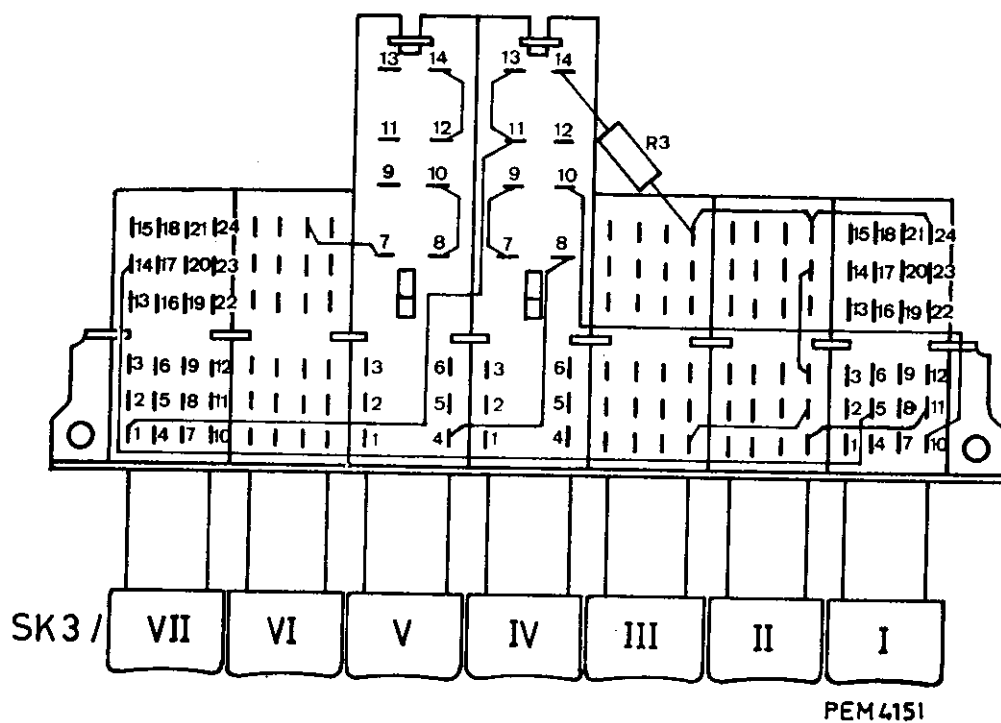 13 14 13 14
R3
11 12 11 12
9 10 9 10
15 18 21 24 15 18 21 24
7 8 7 8
14 17 20 23 14 17 20 23
13 16 19 22 13 16 19 22
3 6 9 12 3 6 3 6 3 6 9 12
2 5 8 11 2 5 2 5 2 5 8 11
1 4 7 10 1 4 1 4 1 4 7 10
SK3/ VII VI V IV III II I
PEM4151